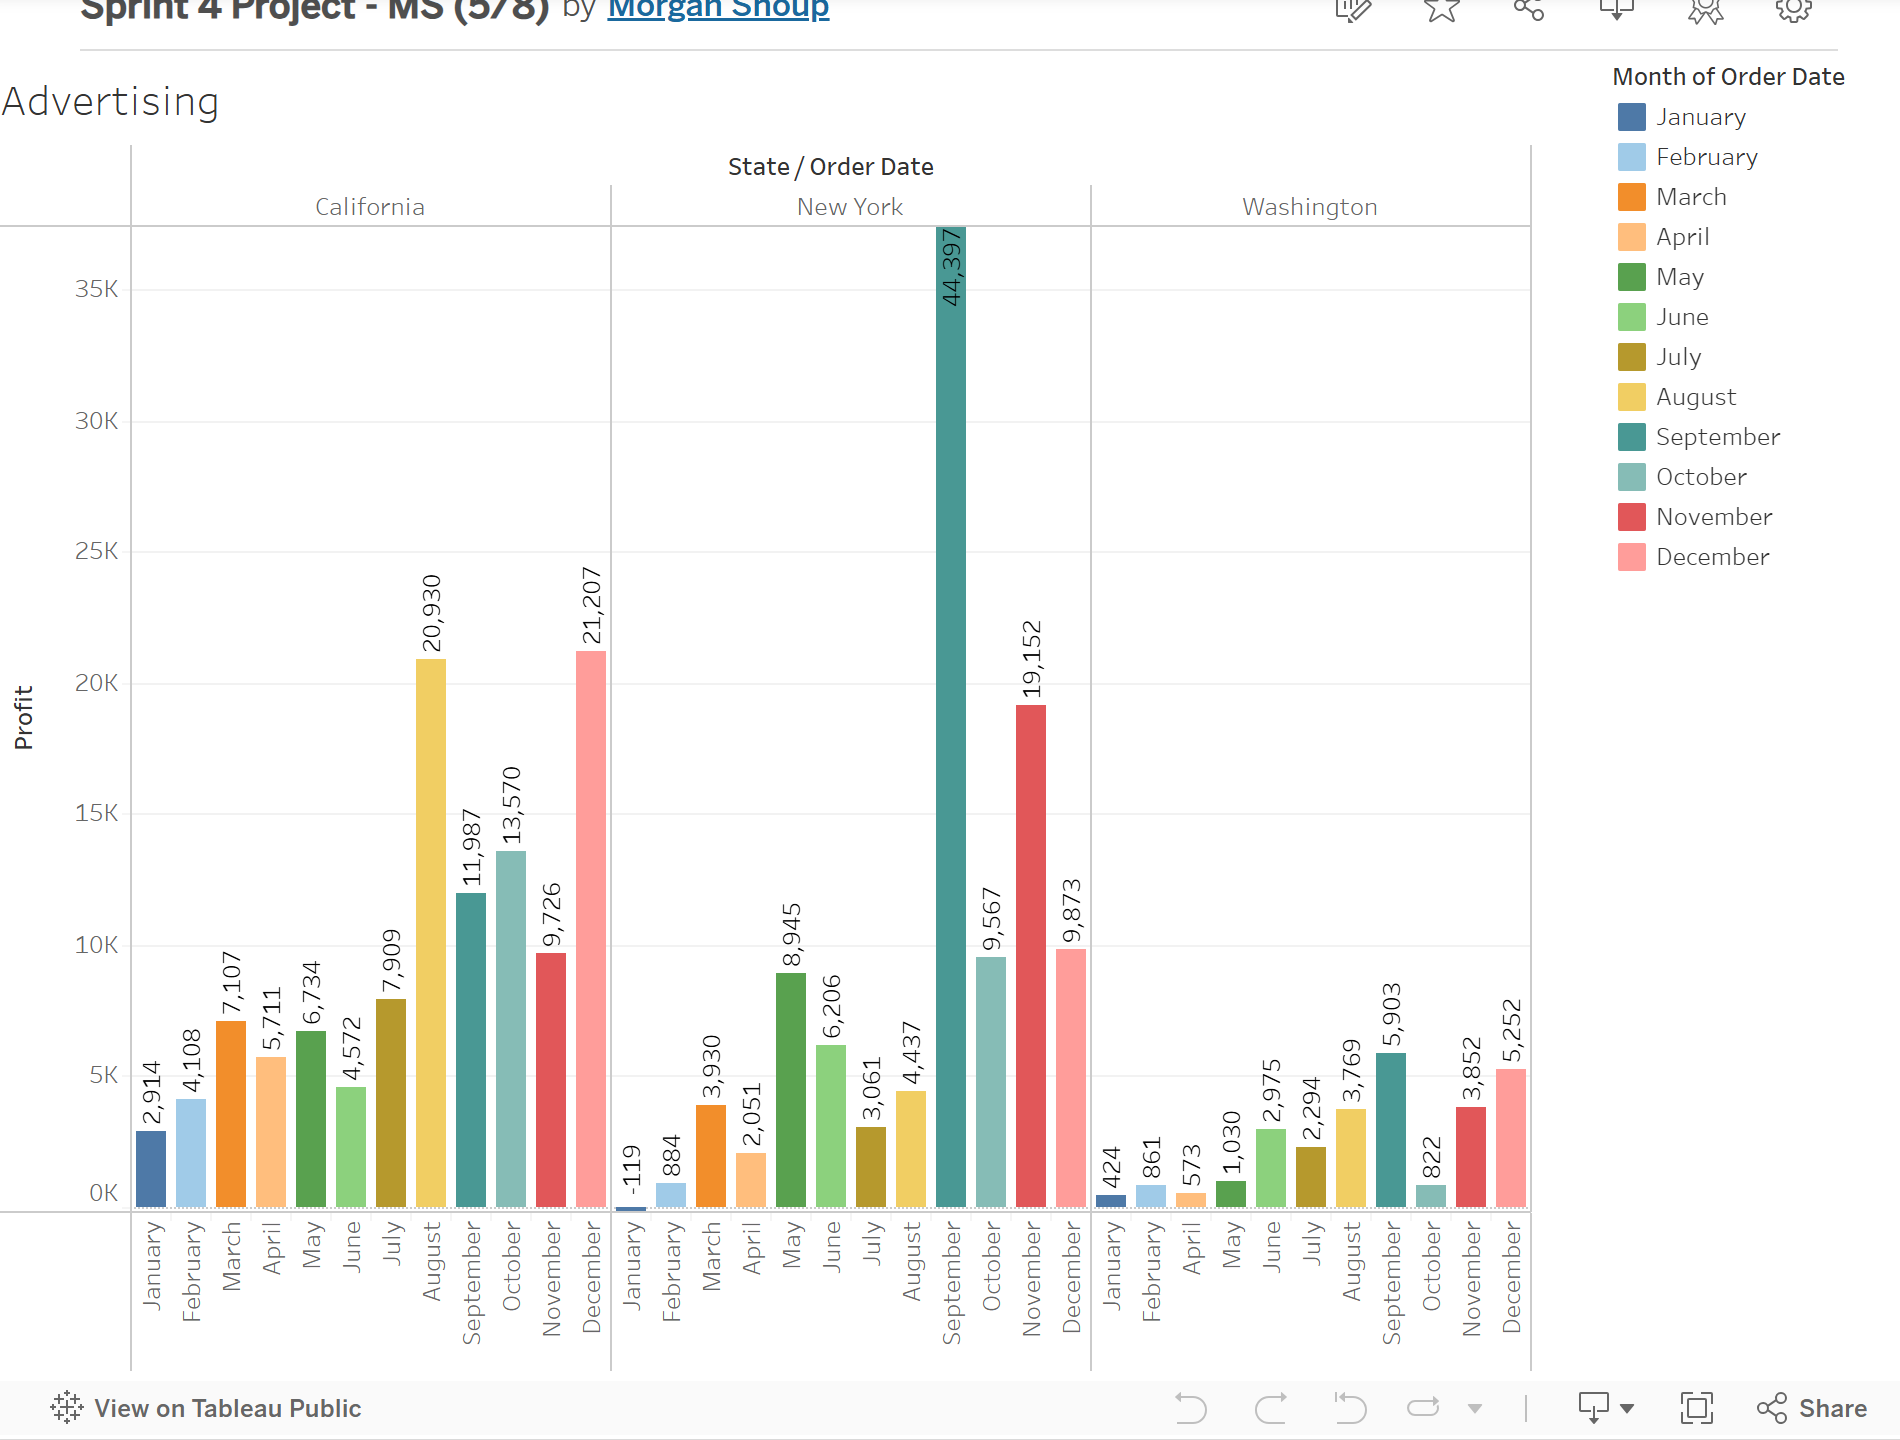 Sprint 4 Project - MS (5/8) by Morgan Shoup
Advertising
State / Order Date
California New York Washington
Profit
35K
30K
25K
20K
15K
10K
5K
0K
2,914 4,108 7,107 5,711 6,734 4,572 7,909 20,930 11,987 13,570 9,726 21,207
-119 884 3,930 2,051 8,945 6,206 3,061 4,437 44,397 9,567 19,152 9,873
424 861 573 1,030 2,975 2,294 3,769 5,903 822 3,852 5,252
January February March April May June July August September October November December
January February March April May June July August September October November December
January February April May June July August September October November December
Month of Order Date
January
February
March
April
May
June
July
August
September
October
November
December
View on Tableau Public
Share